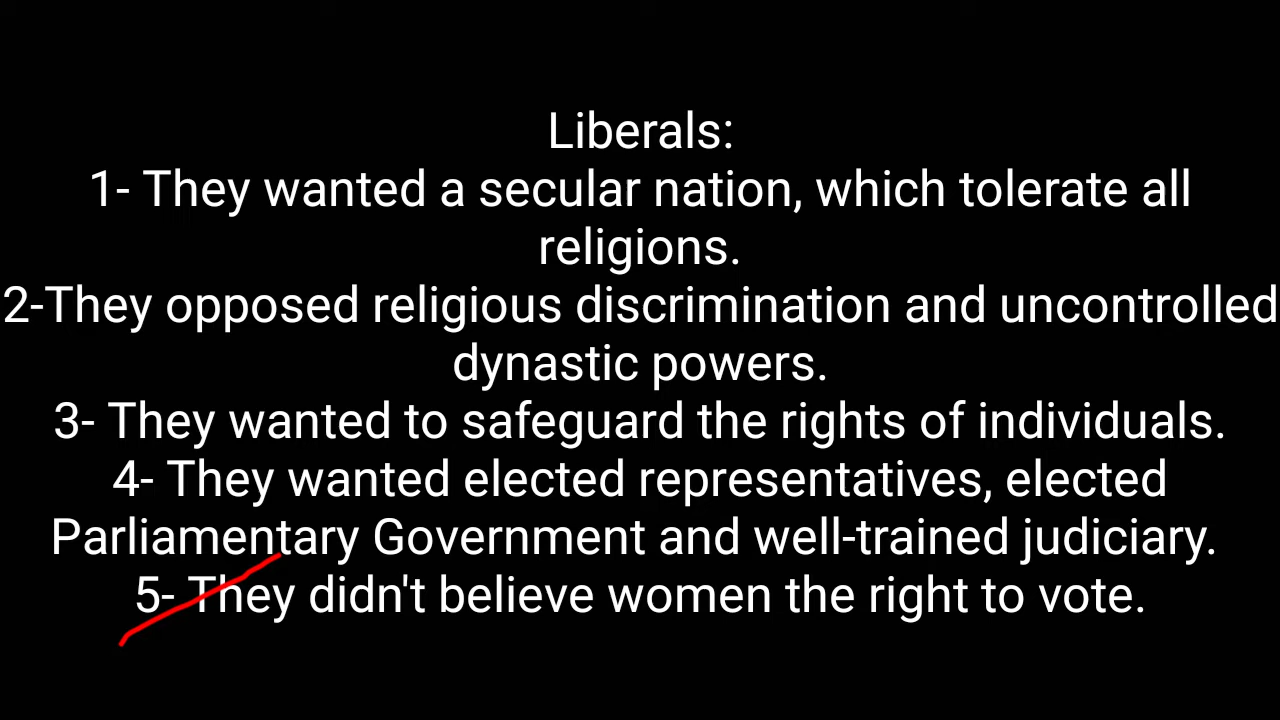 Liberals:
1- They wanted a secular nation, which tolerate all
religions.
2-They opposed religious discrimination and uncontrolled
dynastic powers.
3- They wanted to safeguard the rights of individuals.
4- They wanted elected representatives, elected
Parliamentary Government and well-trained judiciary.
5- They didn't believe women the right to vote.